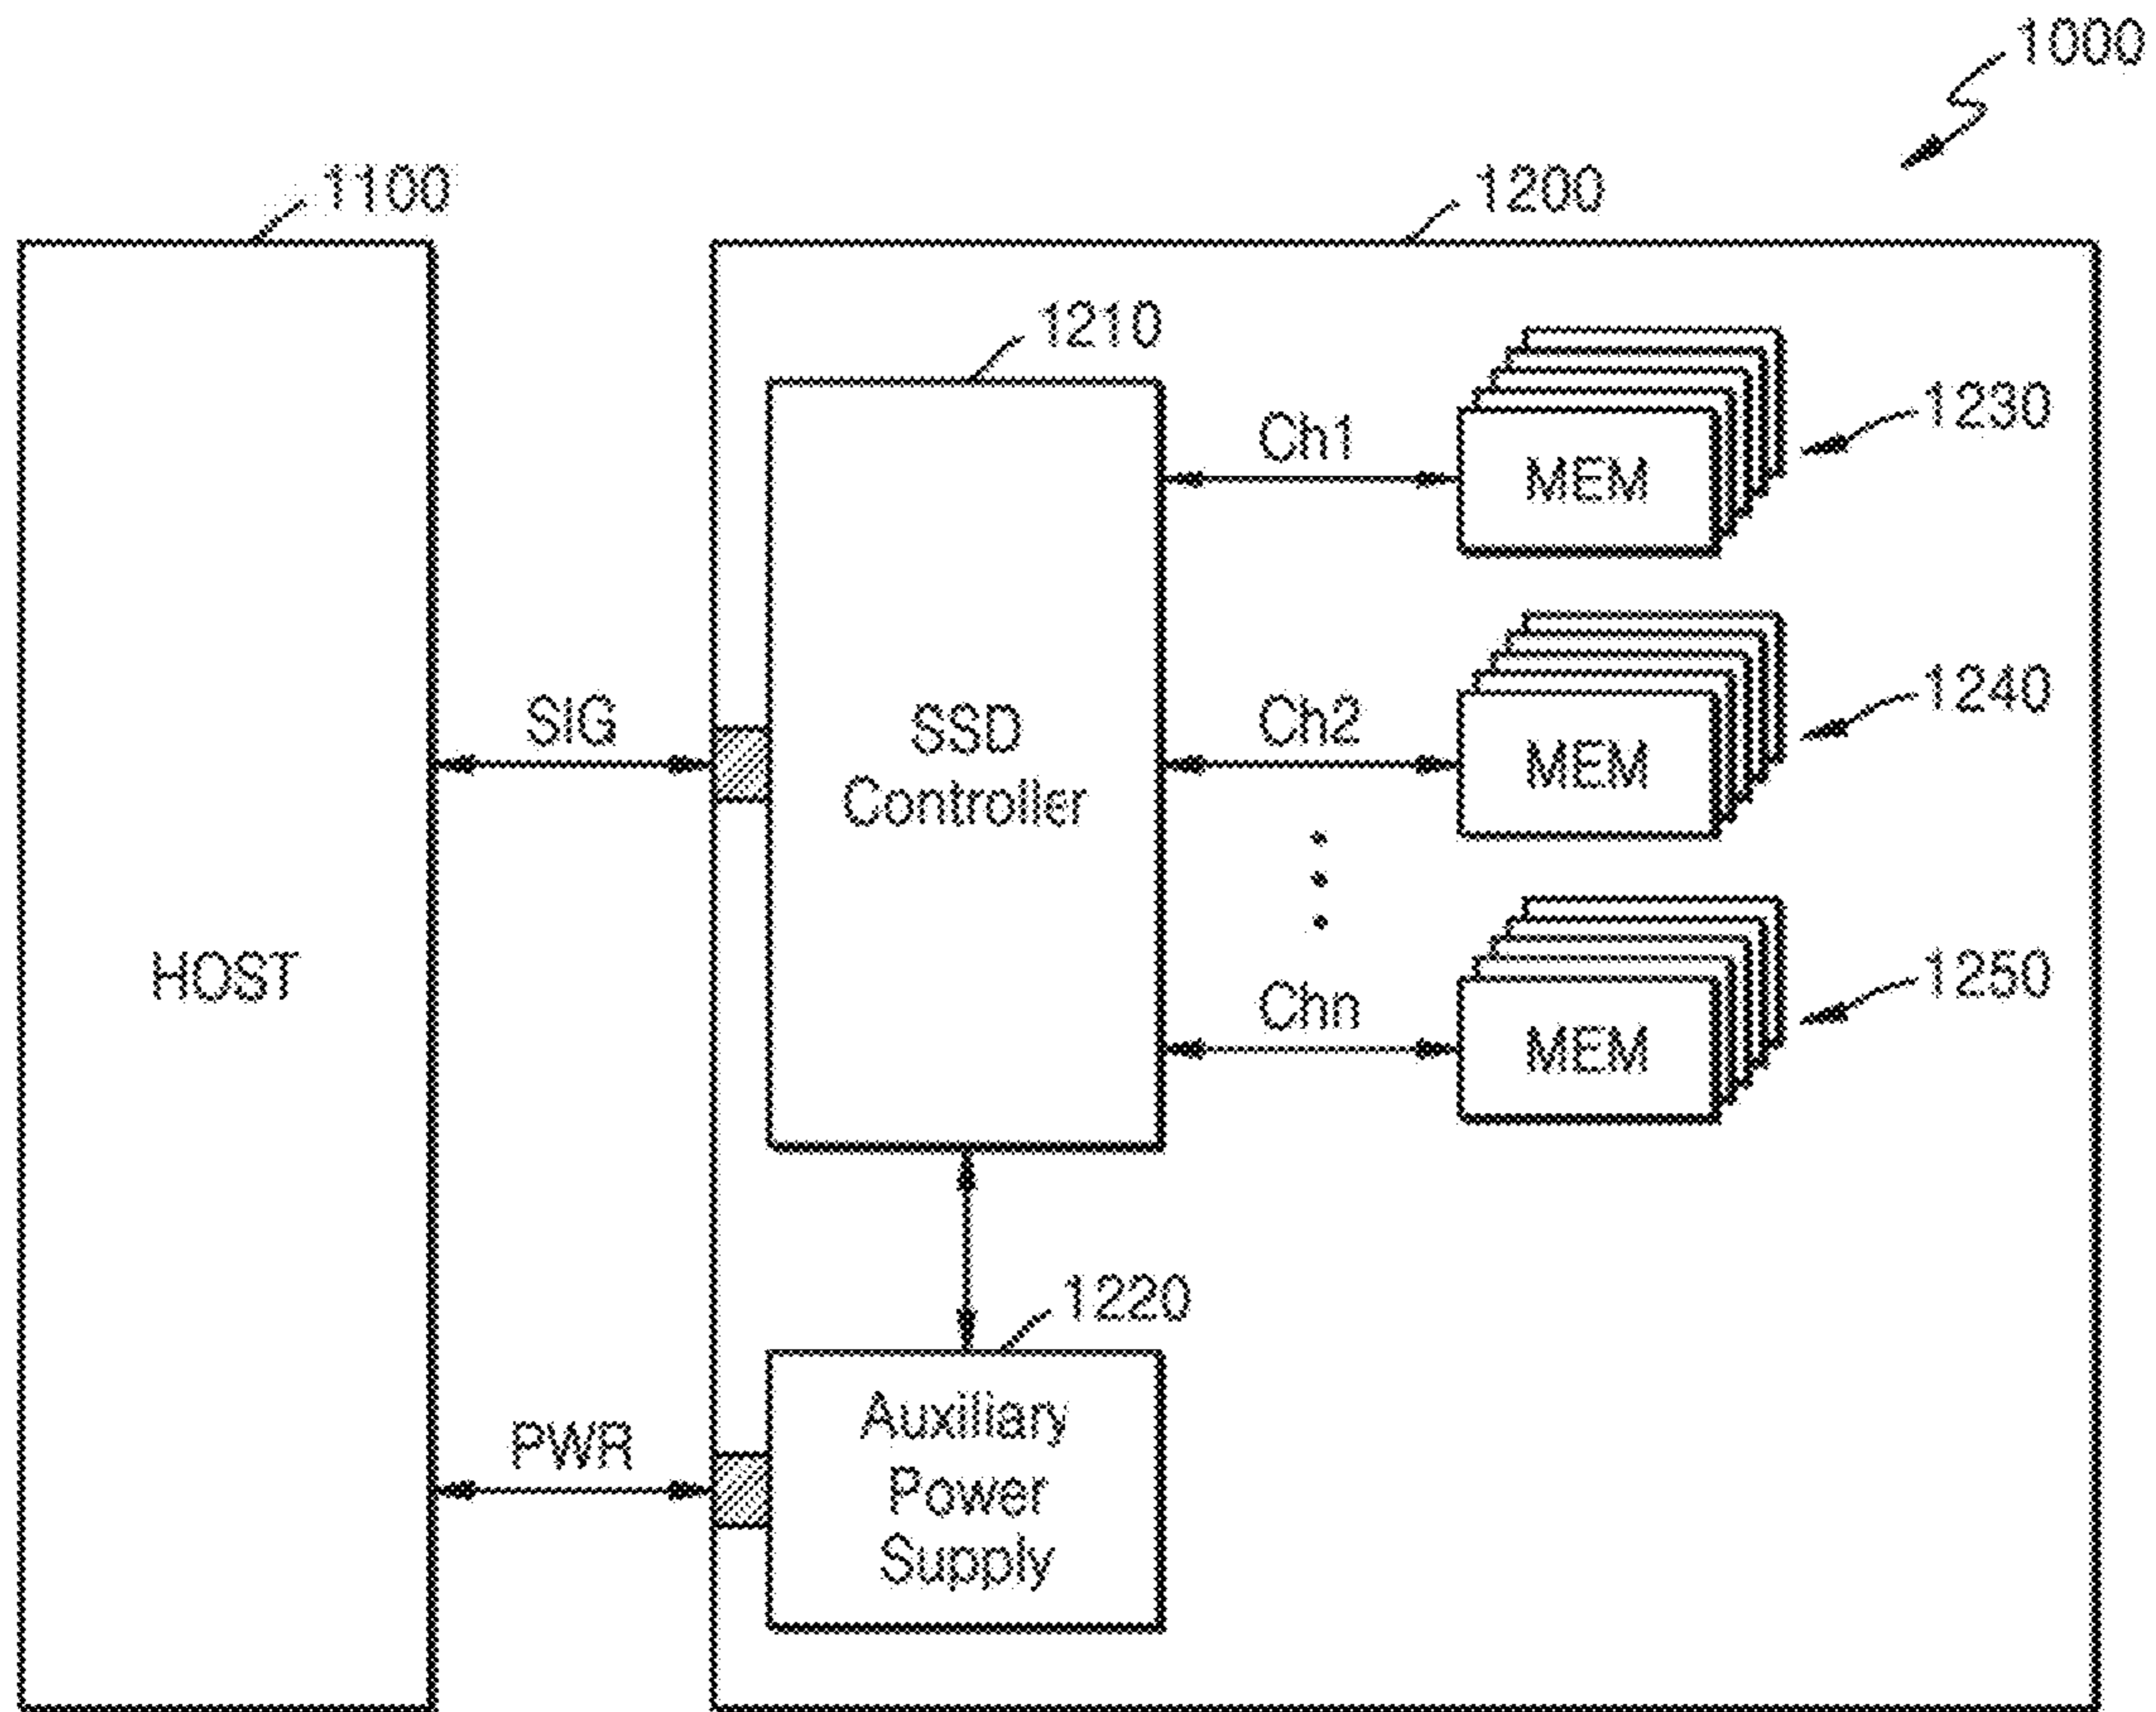 1000
1100
1200
1210
Ch1
MEM
1230
SIG
SSD
Controller
Ch2
MEM
1240
HOST
Chn
MEM
1250
1220
PWR
Auxiliary
Power
Supply